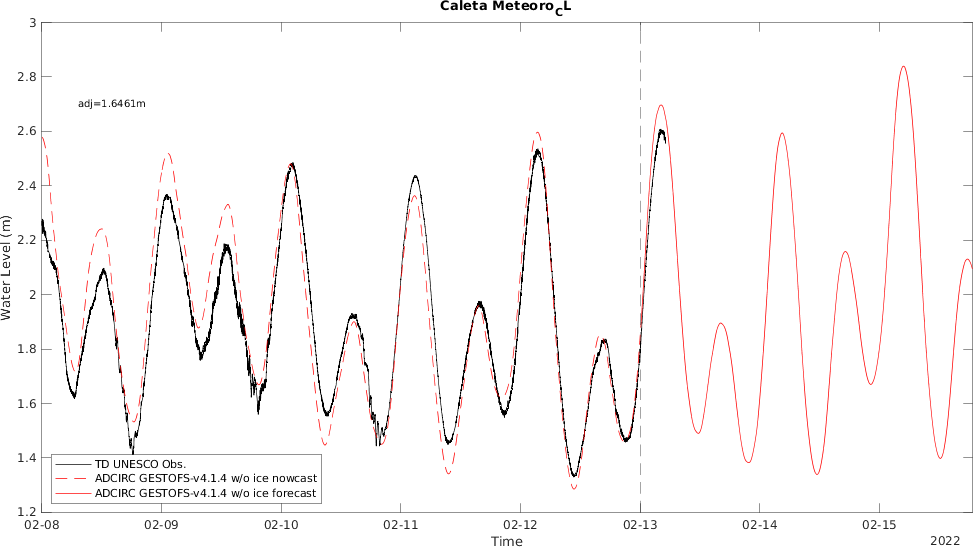 Caleta Meteoro_CL
3
2.8
adj=1.6461m
2.6
2.4
2.2
Water Level (m)
2
1.8
1.6
1.4
1.2
TD UNESCO Obs.
ADCIRC GESTOFS-v4.1.4 w/o ice nowcast
ADCIRC GESTOFS-v4.1.4 w/o ice forecast
02-08 02-09 02-10 02-11 02-12 02-13 02-14 02-15
Time
2022